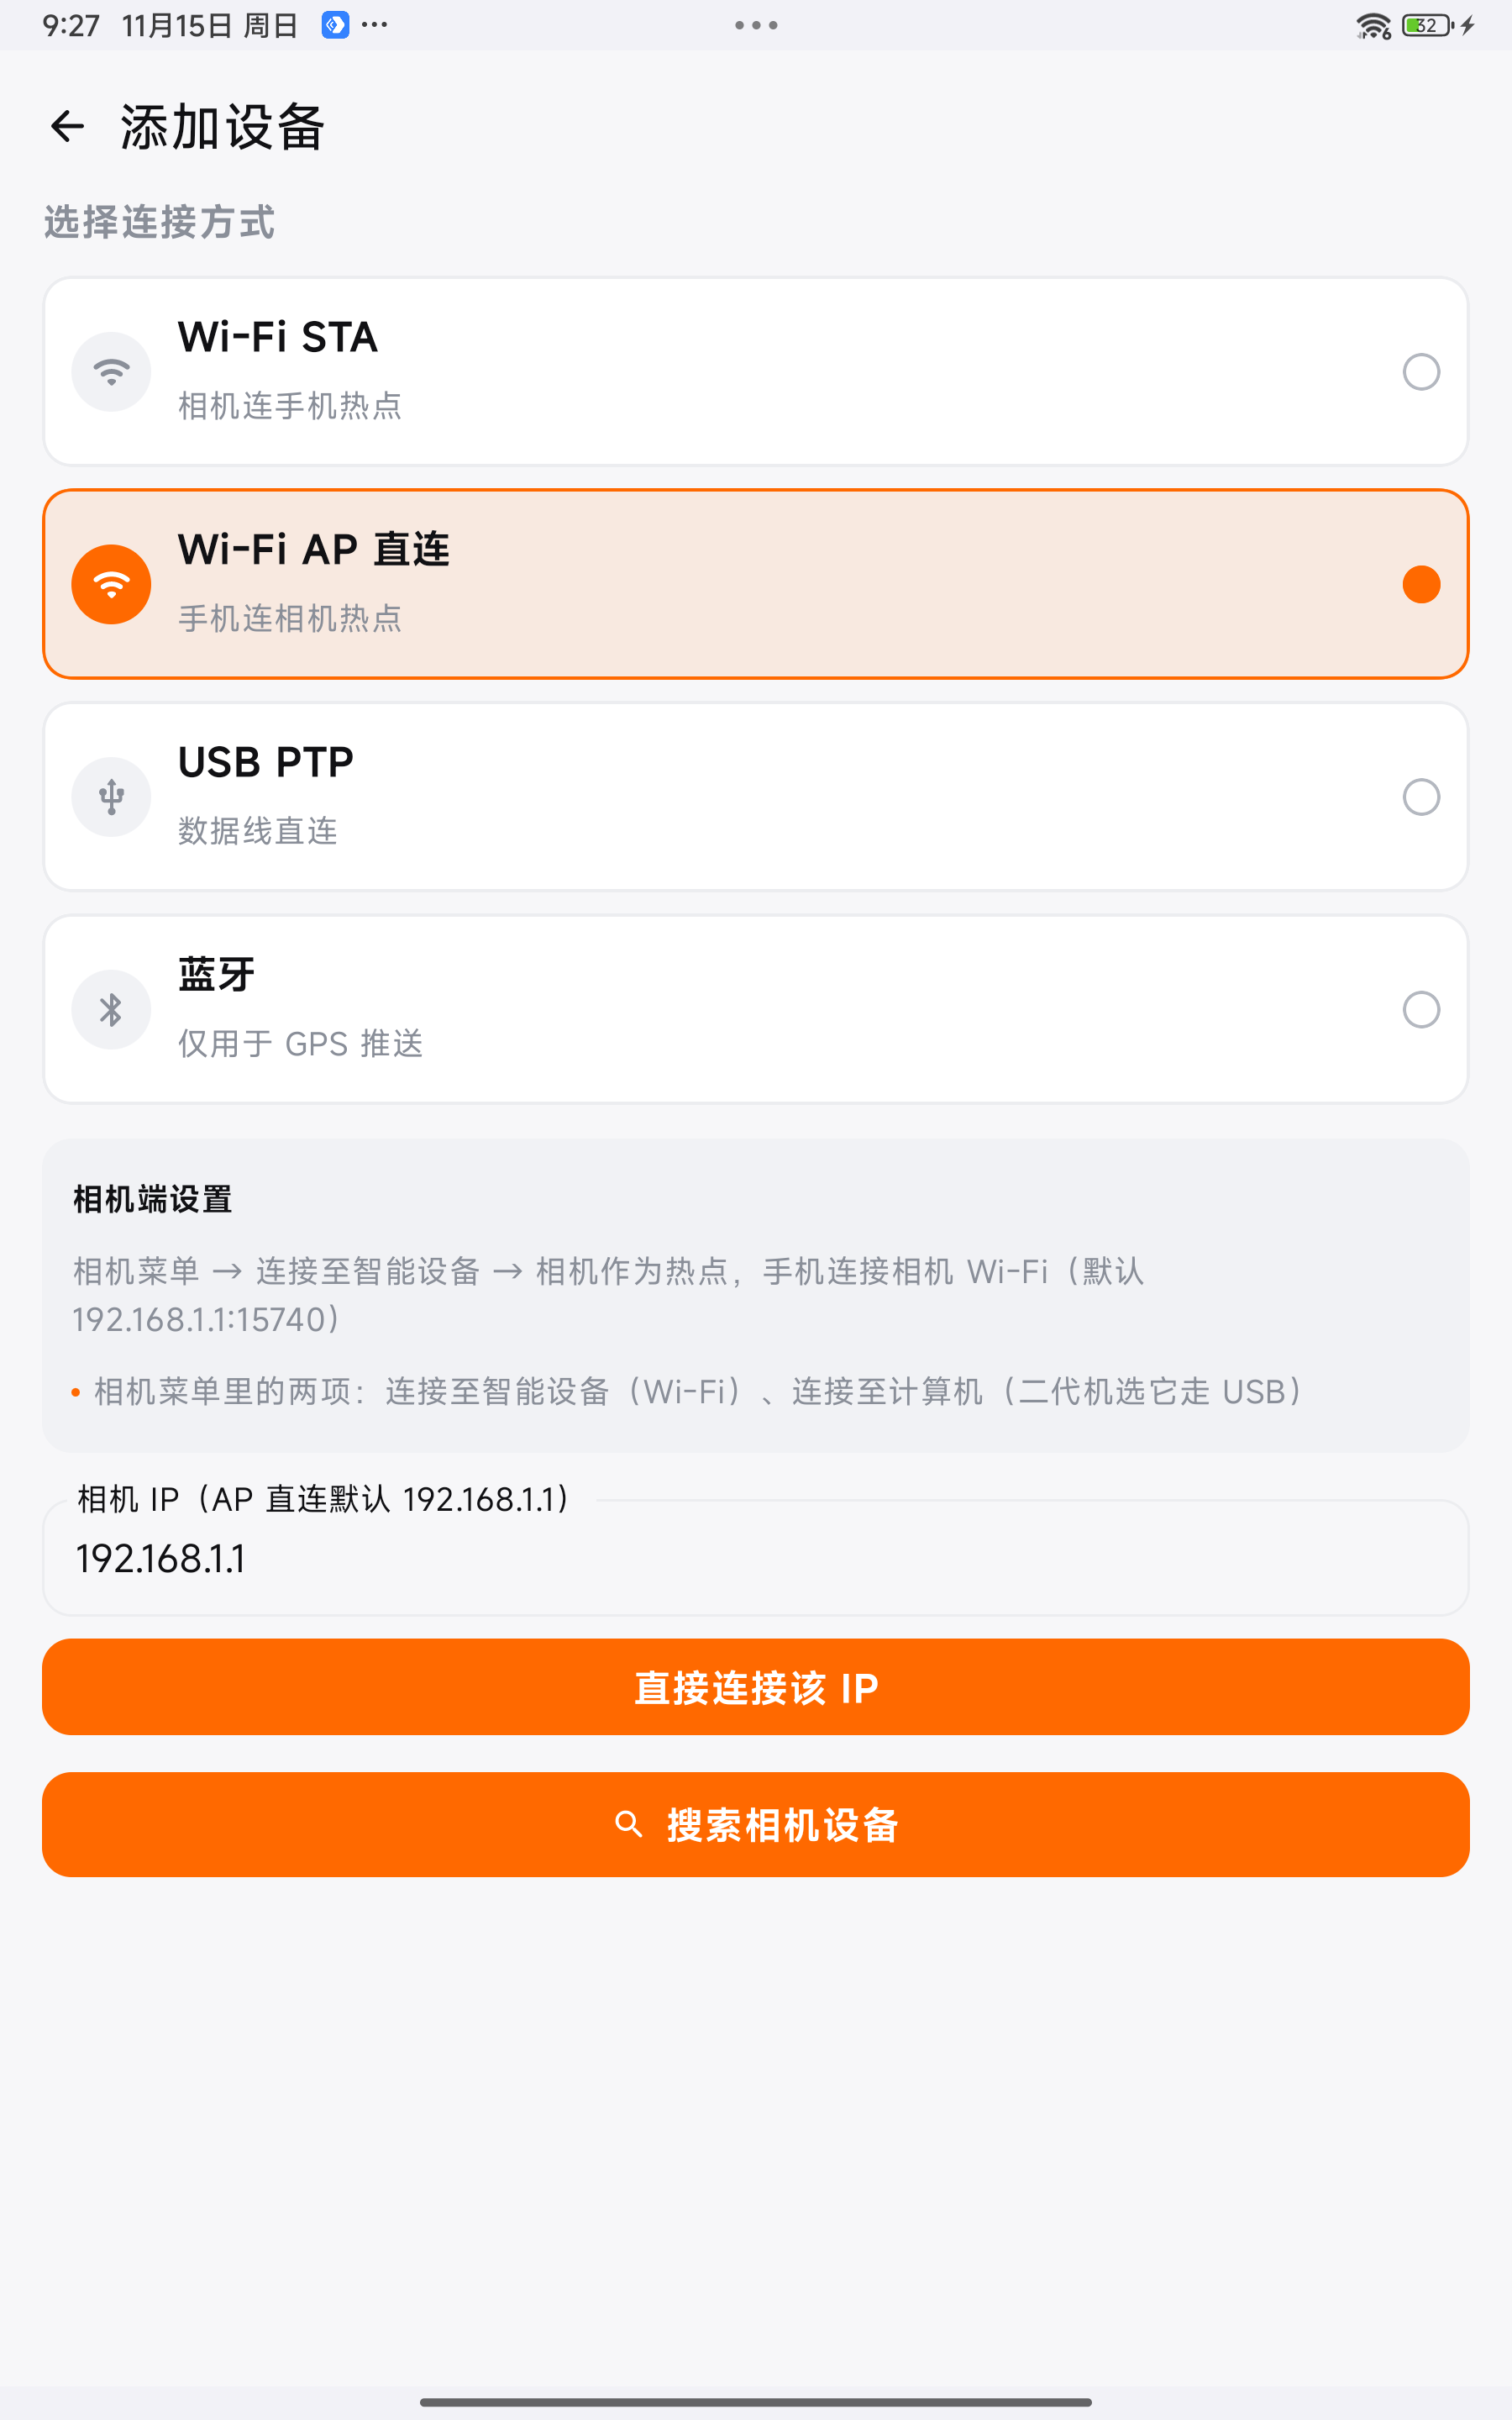 9:27 11月15日 周日
32
添加设备
选择连接方式
Wi-Fi STA
相机连手机热点
Wi-Fi AP 直连
手机连相机热点
USB PTP
数据线直连
蓝牙
仅用于 GPS 推送
相机端设置
相机菜单 → 连接至智能设备 → 相机作为热点，手机连接相机 Wi-Fi（默认
192.168.1.1:15740）
• 相机菜单里的两项：连接至智能设备（Wi-Fi）、连接至计算机（二代机选它走 USB）
相机 IP（AP 直连默认 192.168.1.1）
192.168.1.1
直接连接该 IP
搜索相机设备